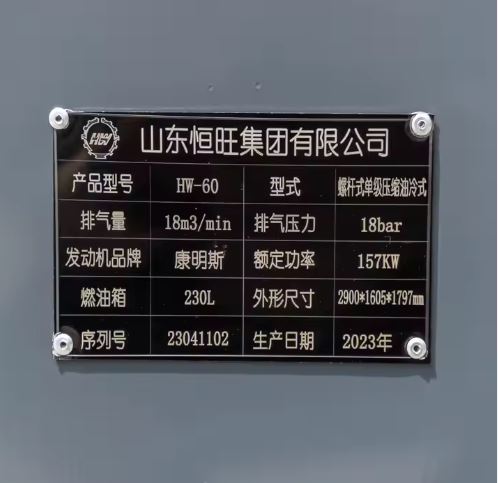 HW 山东恒旺集团有限公司
产品型号 HW-60 型式 螺杆式单级压缩油冷式
排气量 18m3/min 排气压力 18bar
发动机品牌 康明斯 额定功率 157KW
燃油箱 230L 外形尺寸 2900*1605*1797mm
序列号 23041102 生产日期 2023年